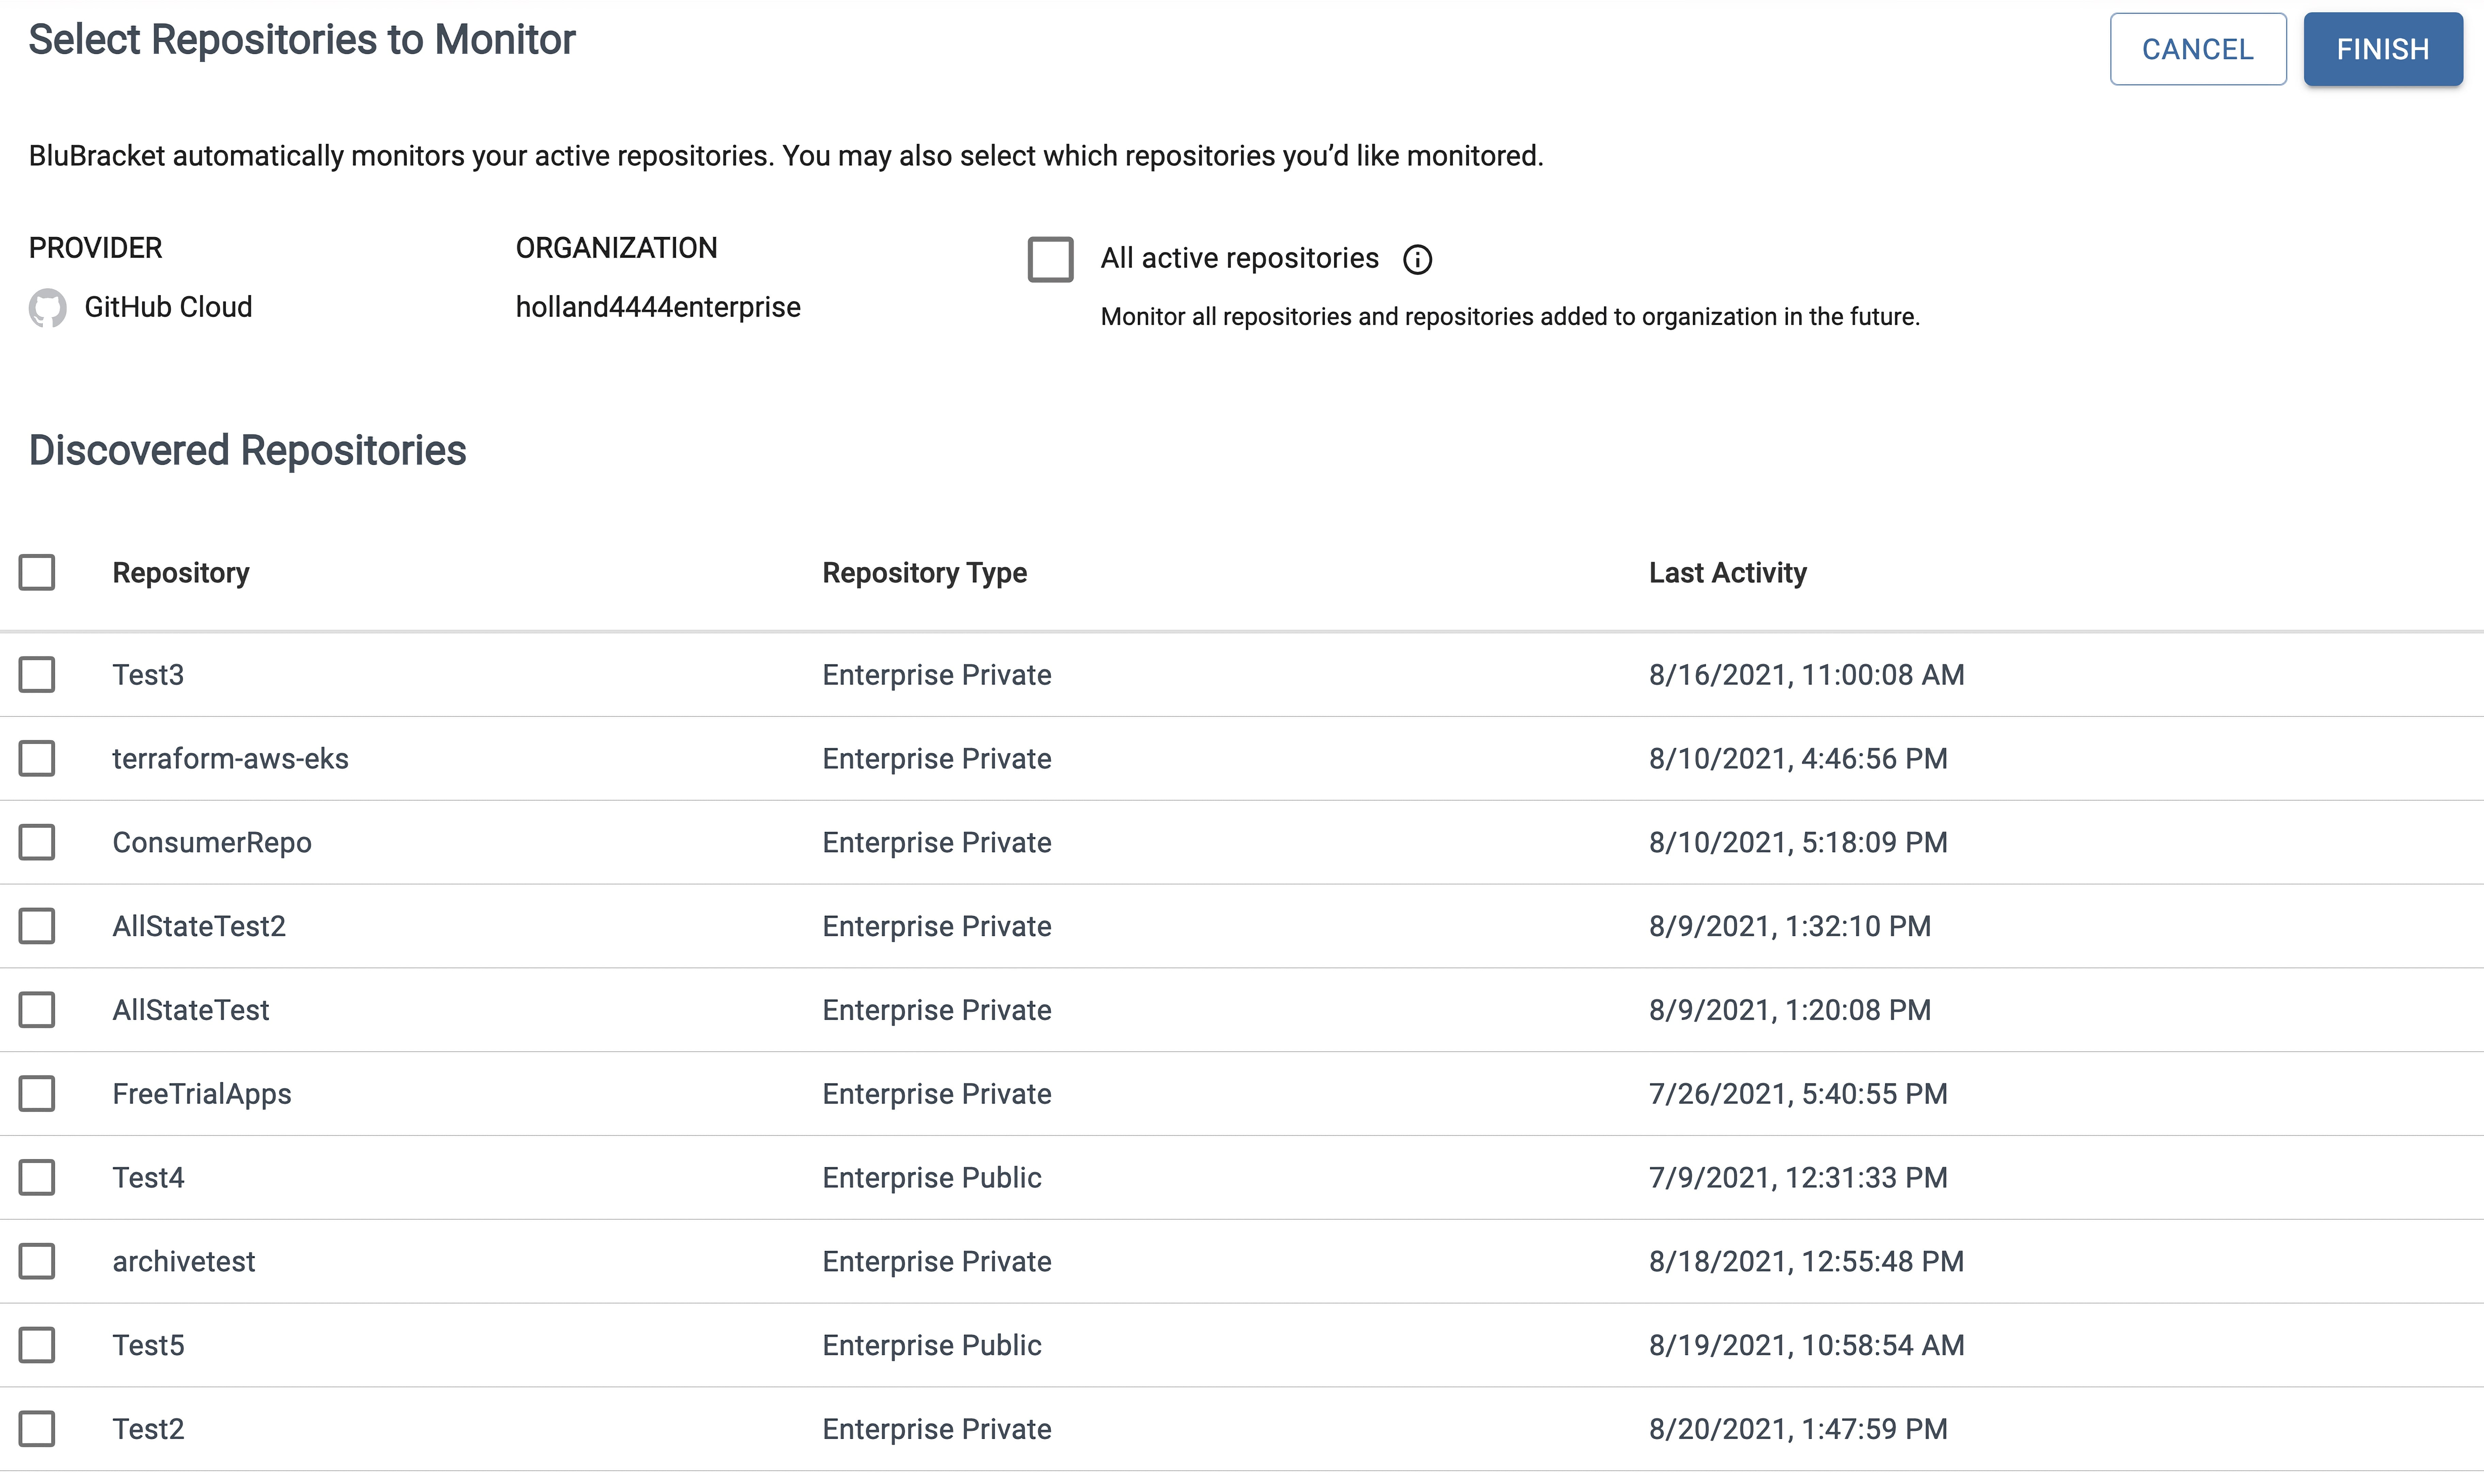 Select Repositories to Monitor
CANCEL
FINISH
BluBracket automatically monitors your active repositories. You may also select which repositories you’d like monitored.
PROVIDER
GitHub Cloud
ORGANIZATION
holland4444enterprise
All active repositories
Monitor all repositories and repositories added to organization in the future.
Discovered Repositories
Repository Repository Type Last Activity
Test3 Enterprise Private 8/16/2021, 11:00:08 AM
terraform-aws-eks Enterprise Private 8/10/2021, 4:46:56 PM
ConsumerRepo Enterprise Private 8/10/2021, 5:18:09 PM
AllStateTest2 Enterprise Private 8/9/2021, 1:32:10 PM
AllStateTest Enterprise Private 8/9/2021, 1:20:08 PM
FreeTrialApps Enterprise Private 7/26/2021, 5:40:55 PM
Test4 Enterprise Public 7/9/2021, 12:31:33 PM
archivetest Enterprise Private 8/18/2021, 12:55:48 PM
Test5 Enterprise Public 8/19/2021, 10:58:54 AM
Test2 Enterprise Private 8/20/2021, 1:47:59 PM